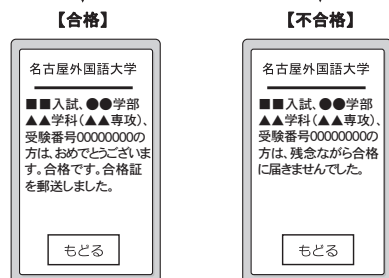 【合格】
名古屋外国語大学
■■入試、●●学部
▲▲学科（▲▲専攻）、
受験番号00000000の
方は、おめでとうございま
す。合格です。合格証
を郵送しました。
もどる
【不合格】
名古屋外国語大学
■■入試、●●学部
▲▲学科（▲▲専攻）、
受験番号00000000の
方は、残念ながら合格
に届きませんでした。
もどる